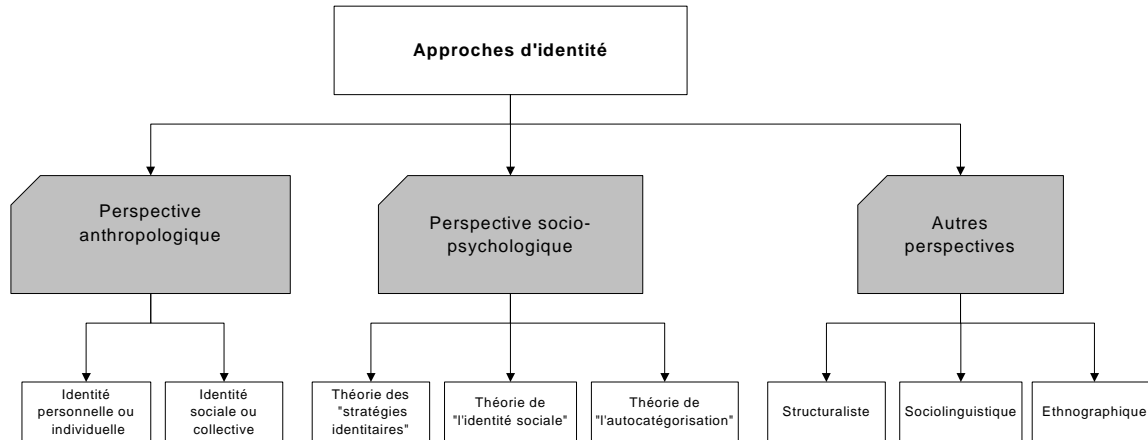 Approches d'identité
Perspective
anthropologique
Perspective socio-
psychologique
Autres
perspectives
Identité
personnelle ou
individuelle
Identité
sociale ou
collective
Théorie des
"stratégies
identitaires"
Théorie de
"l'identité sociale"
Théorie de
"l'autocatégorisation"
Structuraliste
Sociolinguistique
Ethnographique